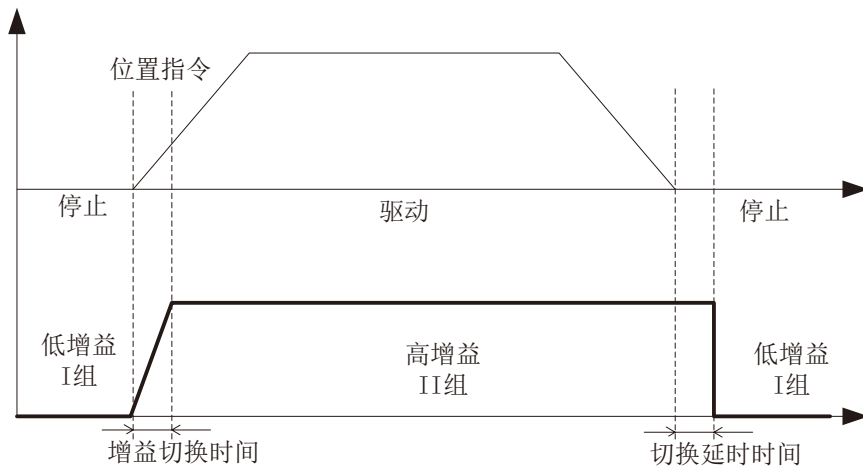 位置指令
停止
驱动
停止
低增益
I组
高增益
II组
低增益
I组
增益切换时间
切换延时时间